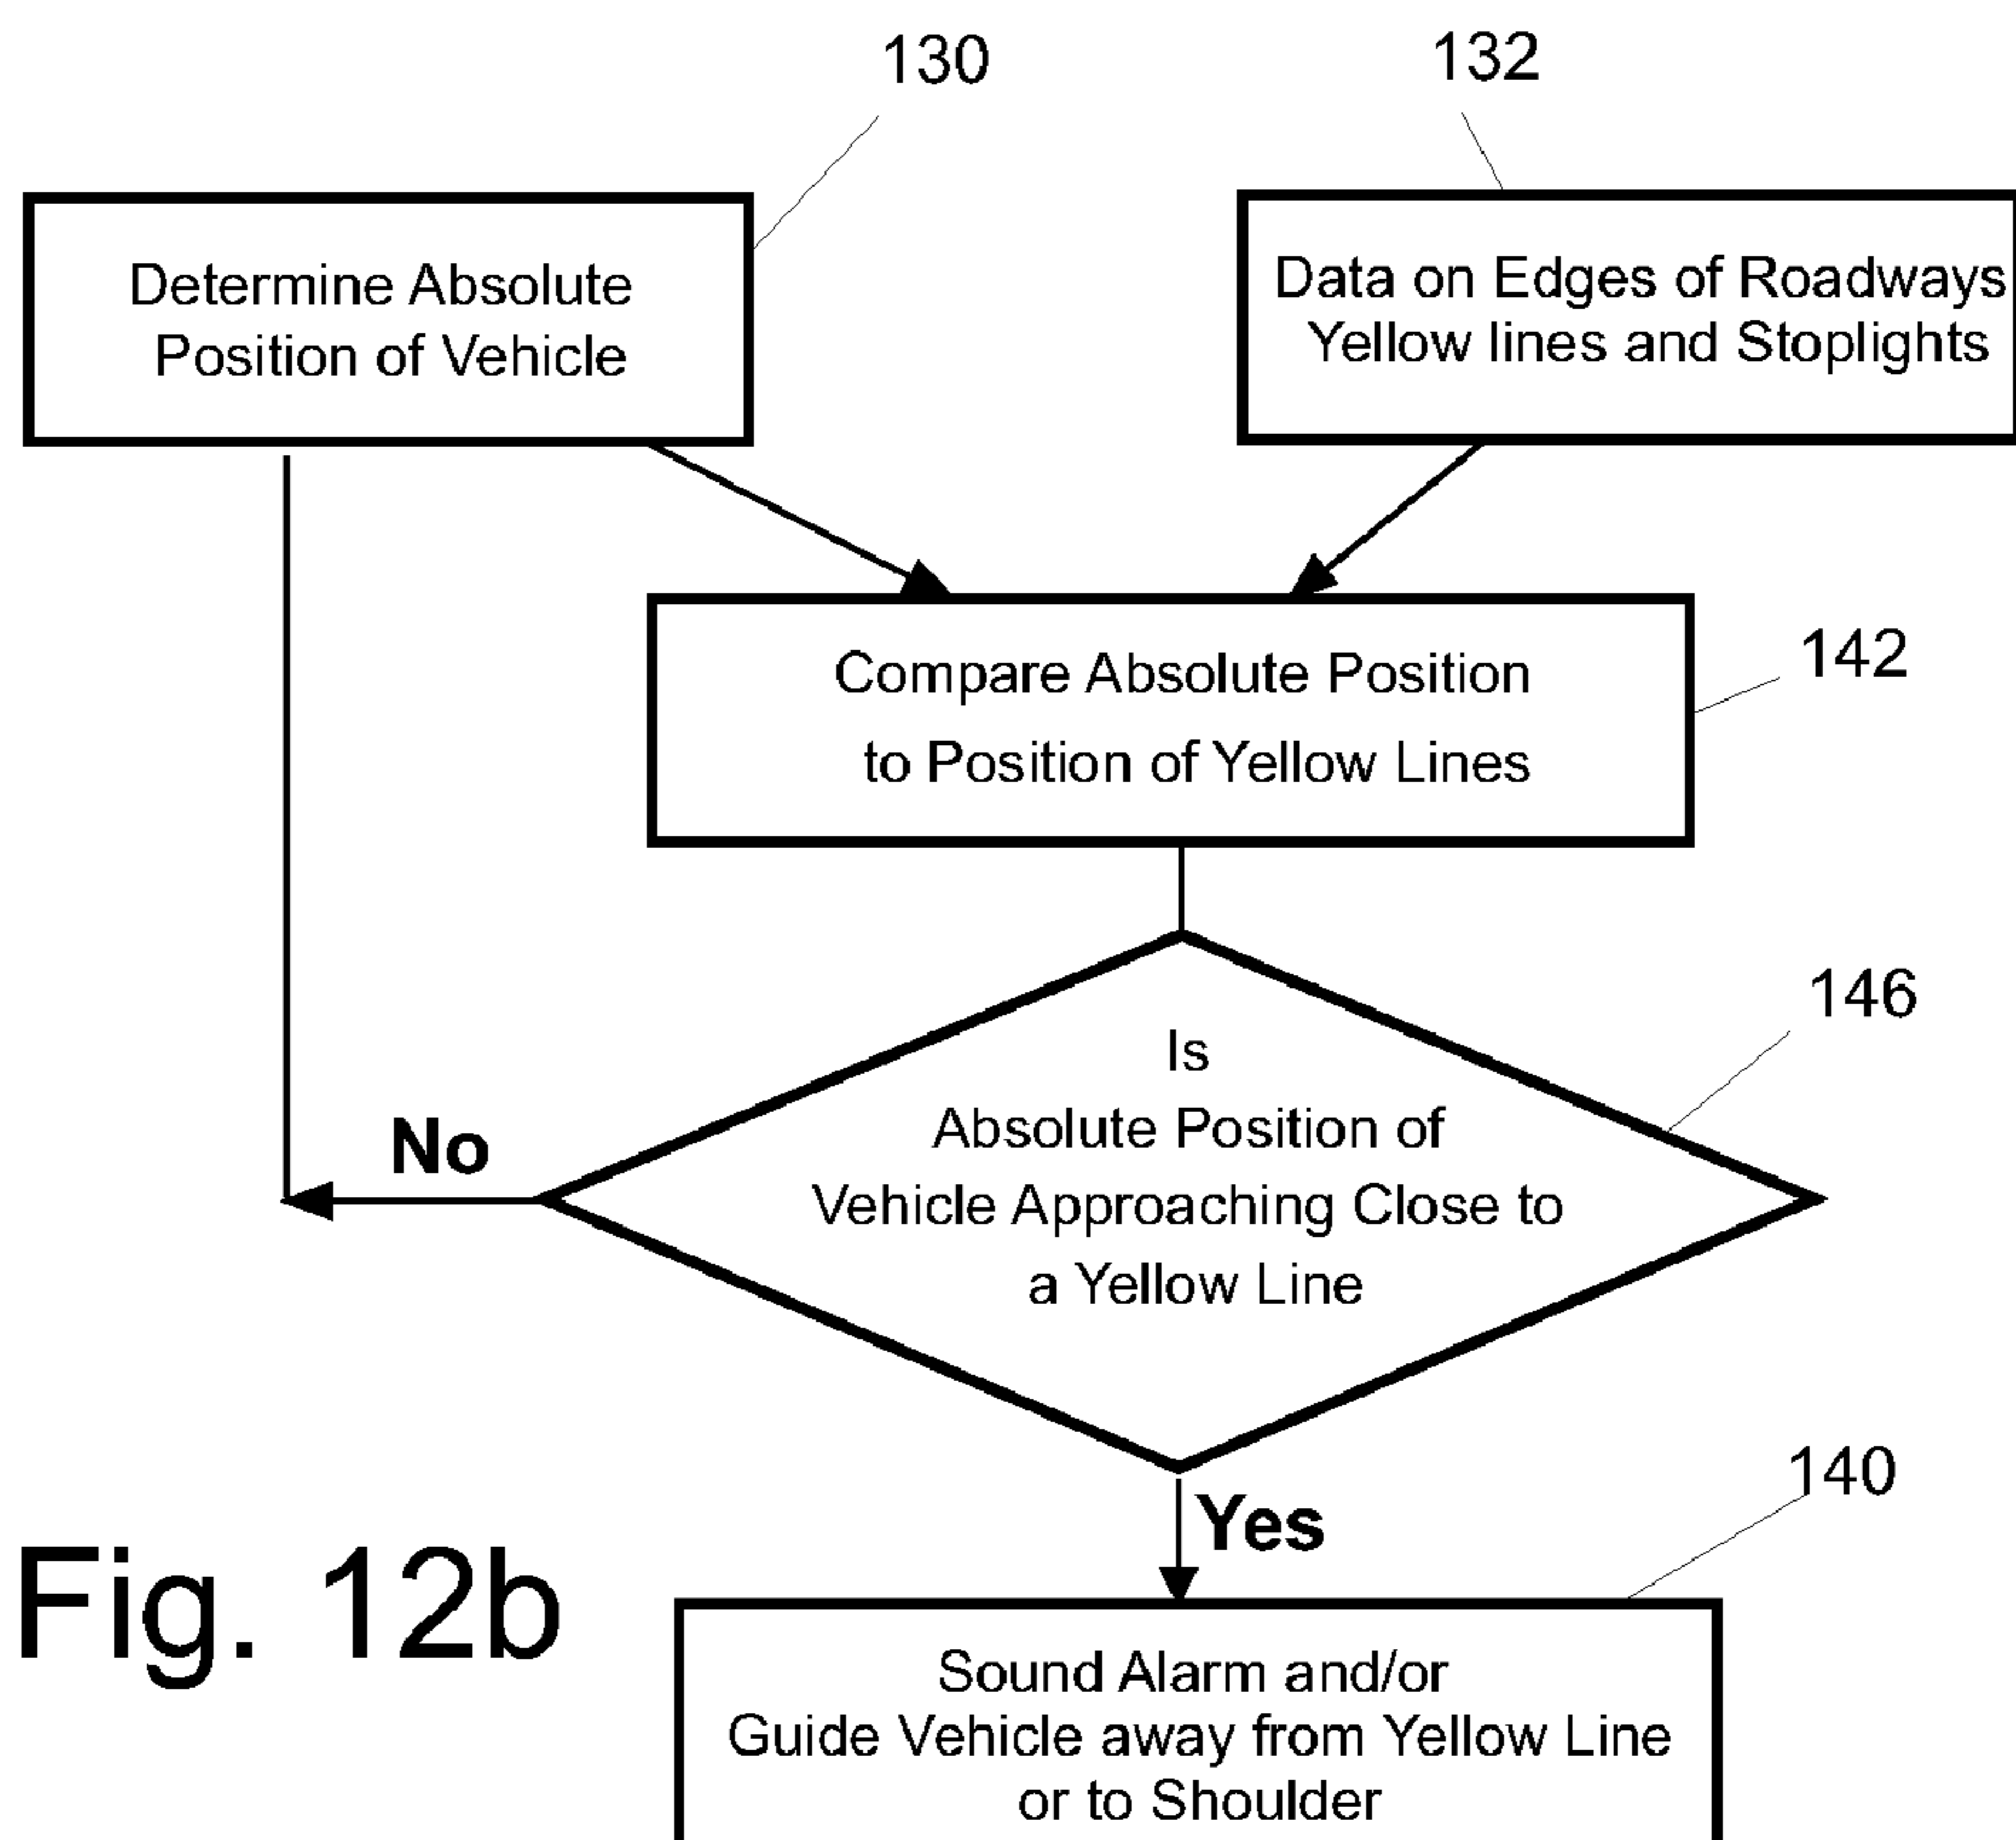 130
132
Determine Absolute
Position of Vehicle
Data on Edges of Roadways
Yellow lines and Stoplights
Compare Absolute Position
to Position of Yellow Lines
142
Is
Absolute Position of
Vehicle Approaching Close to
a Yellow Line
146
No
Yes
140
Sound Alarm and/or
Guide Vehicle away from Yellow Line
or to Shoulder
Fig. 12b